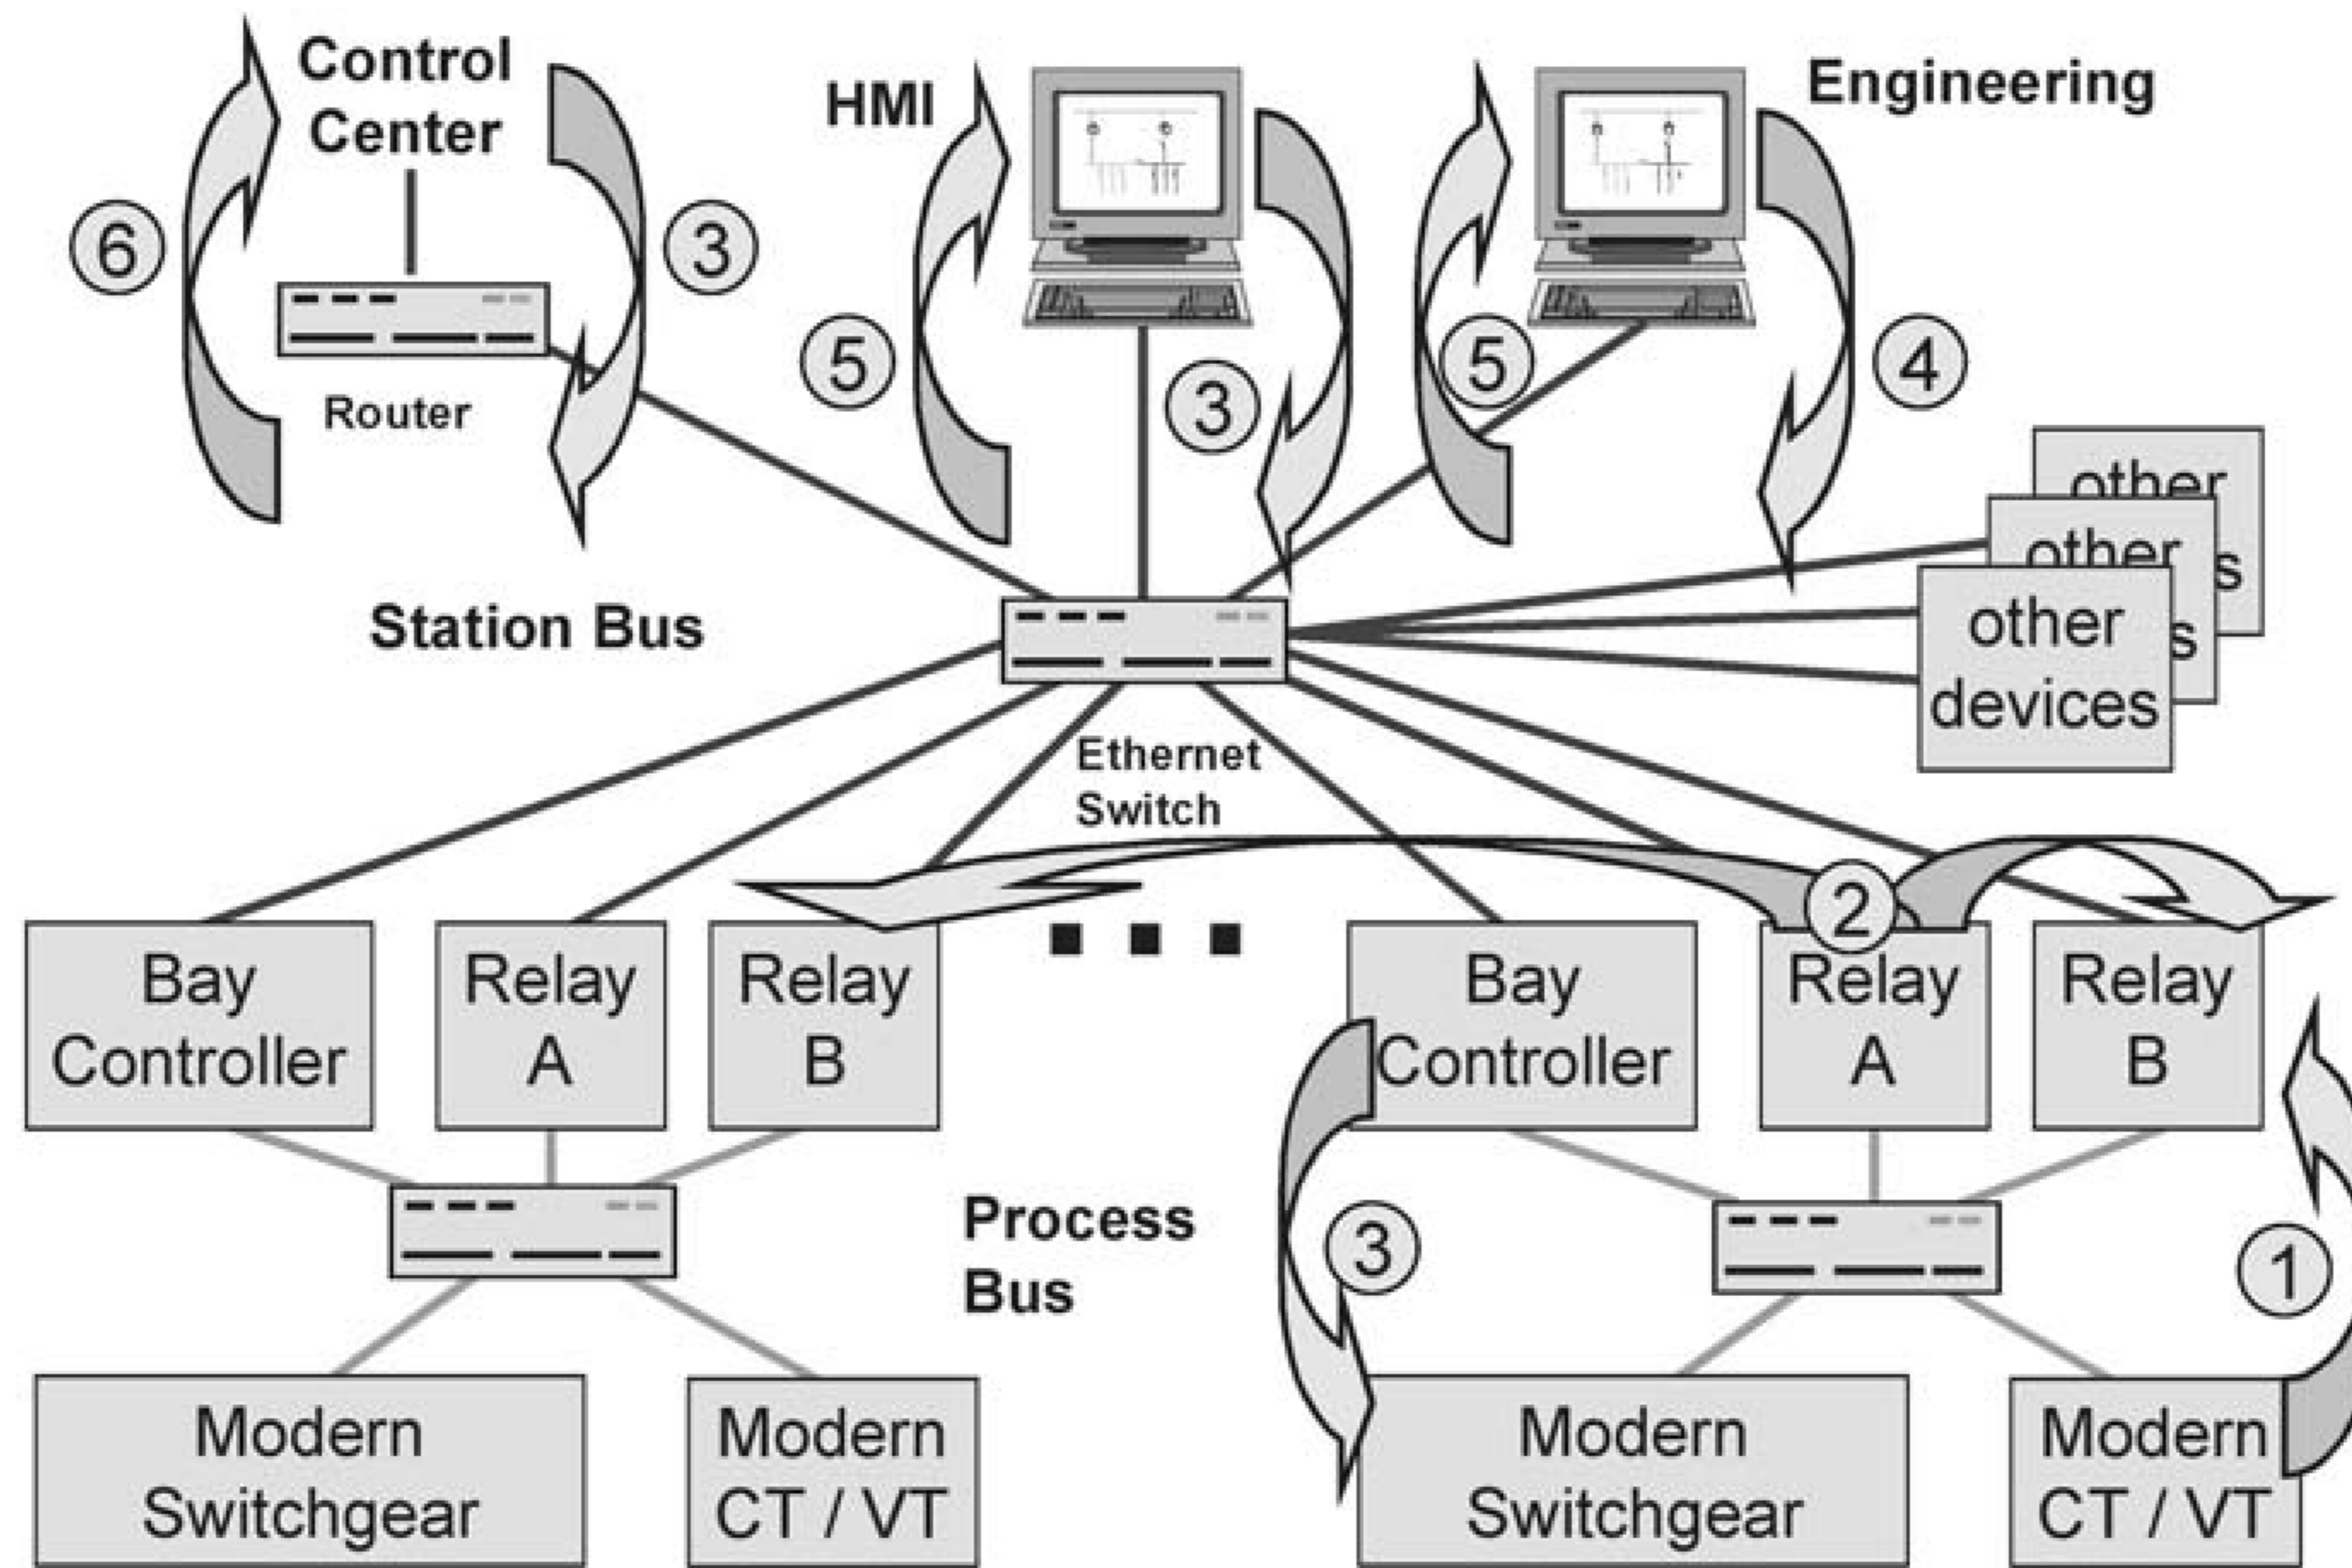 Control
Center
HMI
Engineering
6
3
5
3
5
4
Router
other
other
s
other
s
devices
Station Bus
Ethernet
Switch
2
Bay
Controller
Relay
A
Relay
B
Bay
Controller
Relay
A
Relay
B
Process
Bus
3
1
Modern
Switchgear
Modern
CT / VT
Modern
Switchgear
Modern
CT / VT